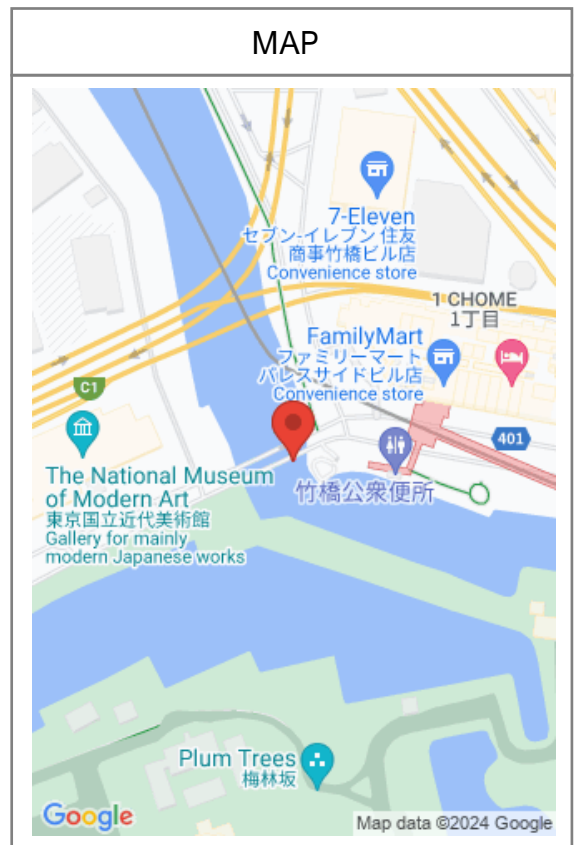 MAP
7-Eleven
セブン-イレブン 住友
商事竹橋ビル店
Convenience store
1 CHOME
1丁目
FamilyMart
ファミリーマート
パレスサイドビル店
Convenience store
C1
401
The National Museum
of Modern Art
東京国立近代美術館
Gallery for mainly
modern Japanese works
竹橋公衆便所
Plum Trees
梅林坂
Google
Map data ©2024 Google